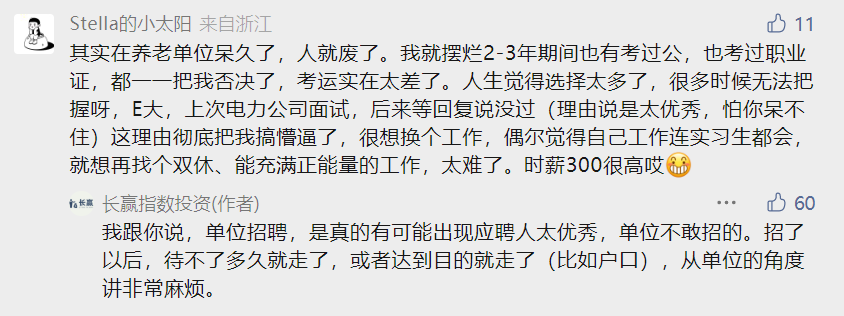 Stella的小太阳 来自浙江 11
其实在养老单位呆久了，人就废了。我就摆烂2-3年期间也有考过公，也考过职业
证，都一一把我否决了，考运实在太差了。人生觉得选择太多了，很多时候无法把
握呀，E大，上次电力公司面试，后来等回复说没过（理由说是太优秀，怕你呆不
住）这理由彻底把我搞懵逼了，很想换个工作，偶尔觉得自己工作连实习生都会，
就想再找个双休、能充满正能量的工作，太难了。时薪300很高哎😁
长赢 长赢指数投资(作者) ··· 60
我跟你说，单位招聘，是真的有可能出现应聘人太优秀，单位不敢招的。招了
以后，待不了多久就走了，或者达到目的就走了（比如户口），从单位的角度
讲非常麻烦。